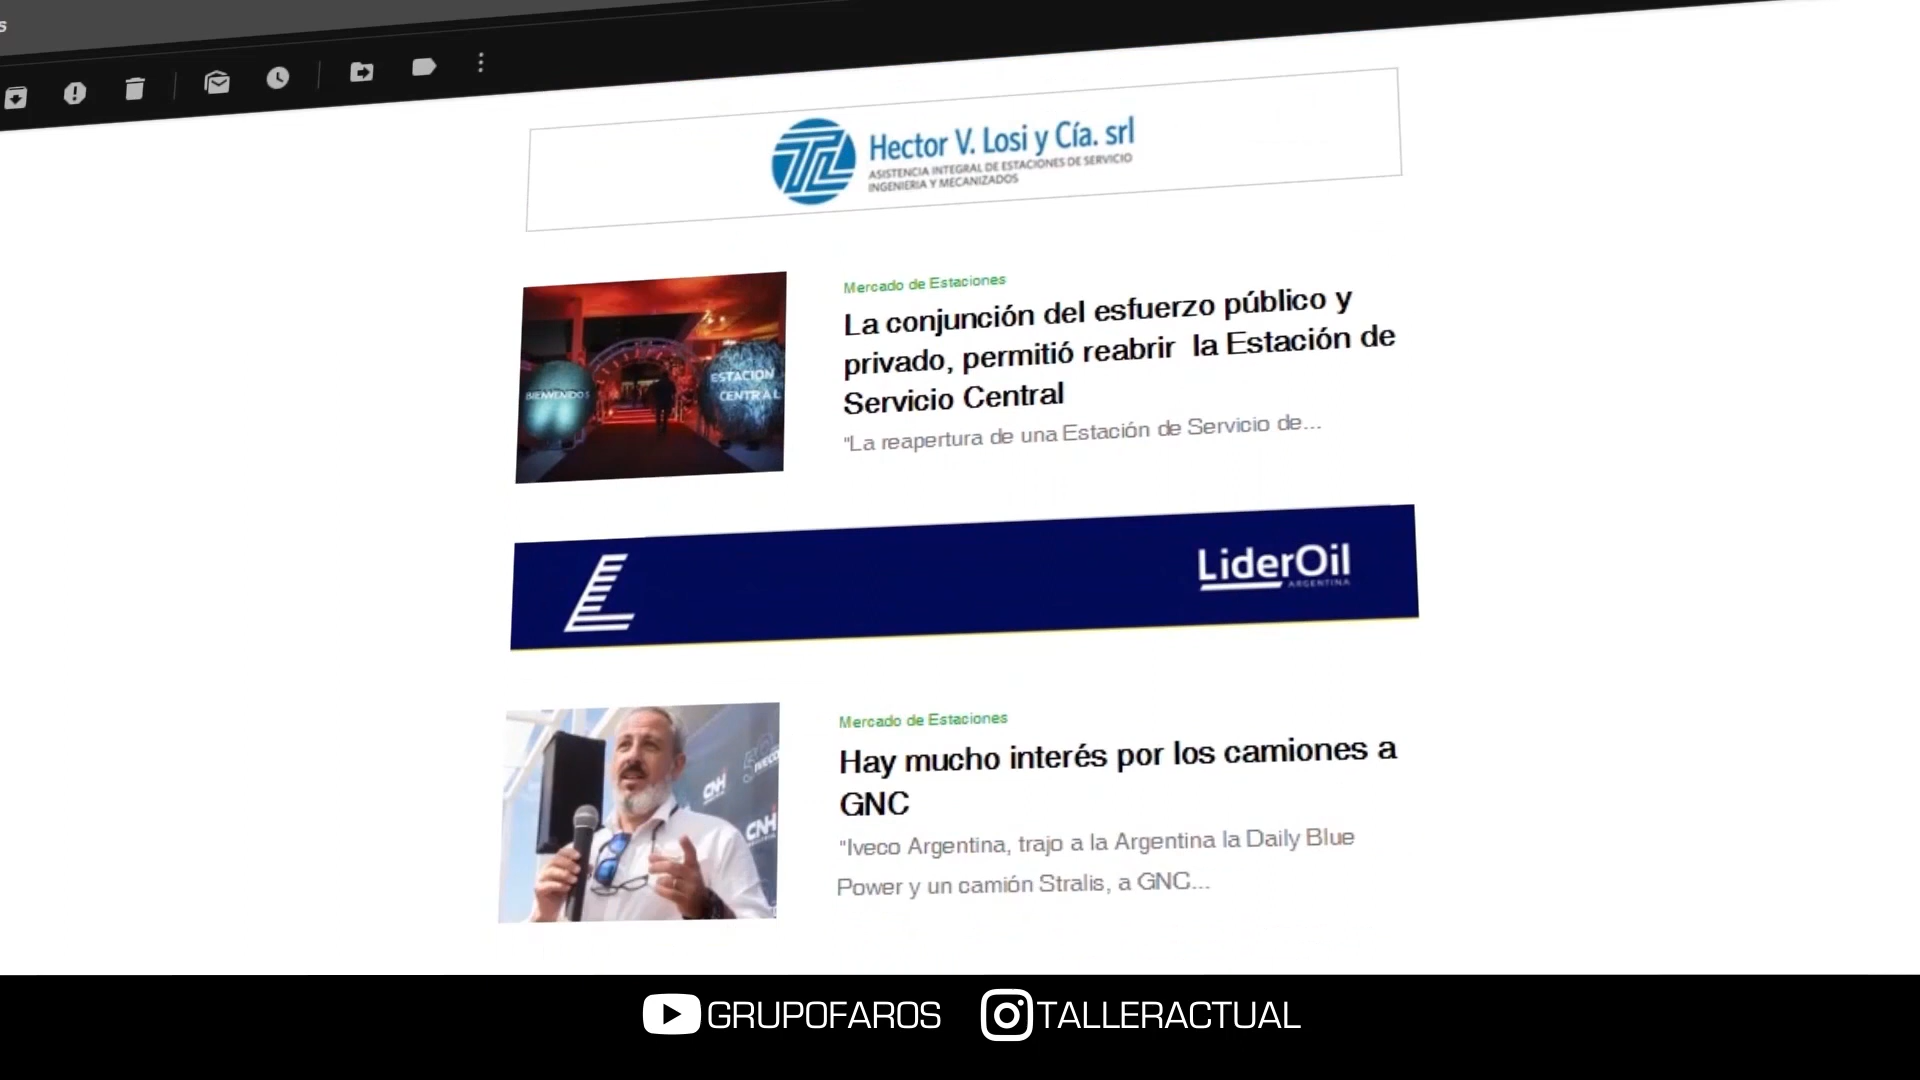 s
Hector V. Losi y Cía. srl
ASISTENCIA INTEGRAL DE ESTACIONES DE SERVICIO
INGENIERIA Y MECANIZADOS
Mercado de Estaciones
La conjunción del esfuerzo público y
privado, permitió reabrir la Estación de
Servicio Central
"La reapertura de una Estación de Servicio de...
BIENVENIDOS
ESTACION
CENTRAL
LiderOil
ARGENTINA
Mercado de Estaciones
Hay mucho interés por los camiones a
GNC
"Iveco Argentina, trajo a la Argentina la Daily Blue
Power y un camión Stralis, a GNC...
IVECO
CNH
CNH
GRUPOFAROS
TALLERACTUAL